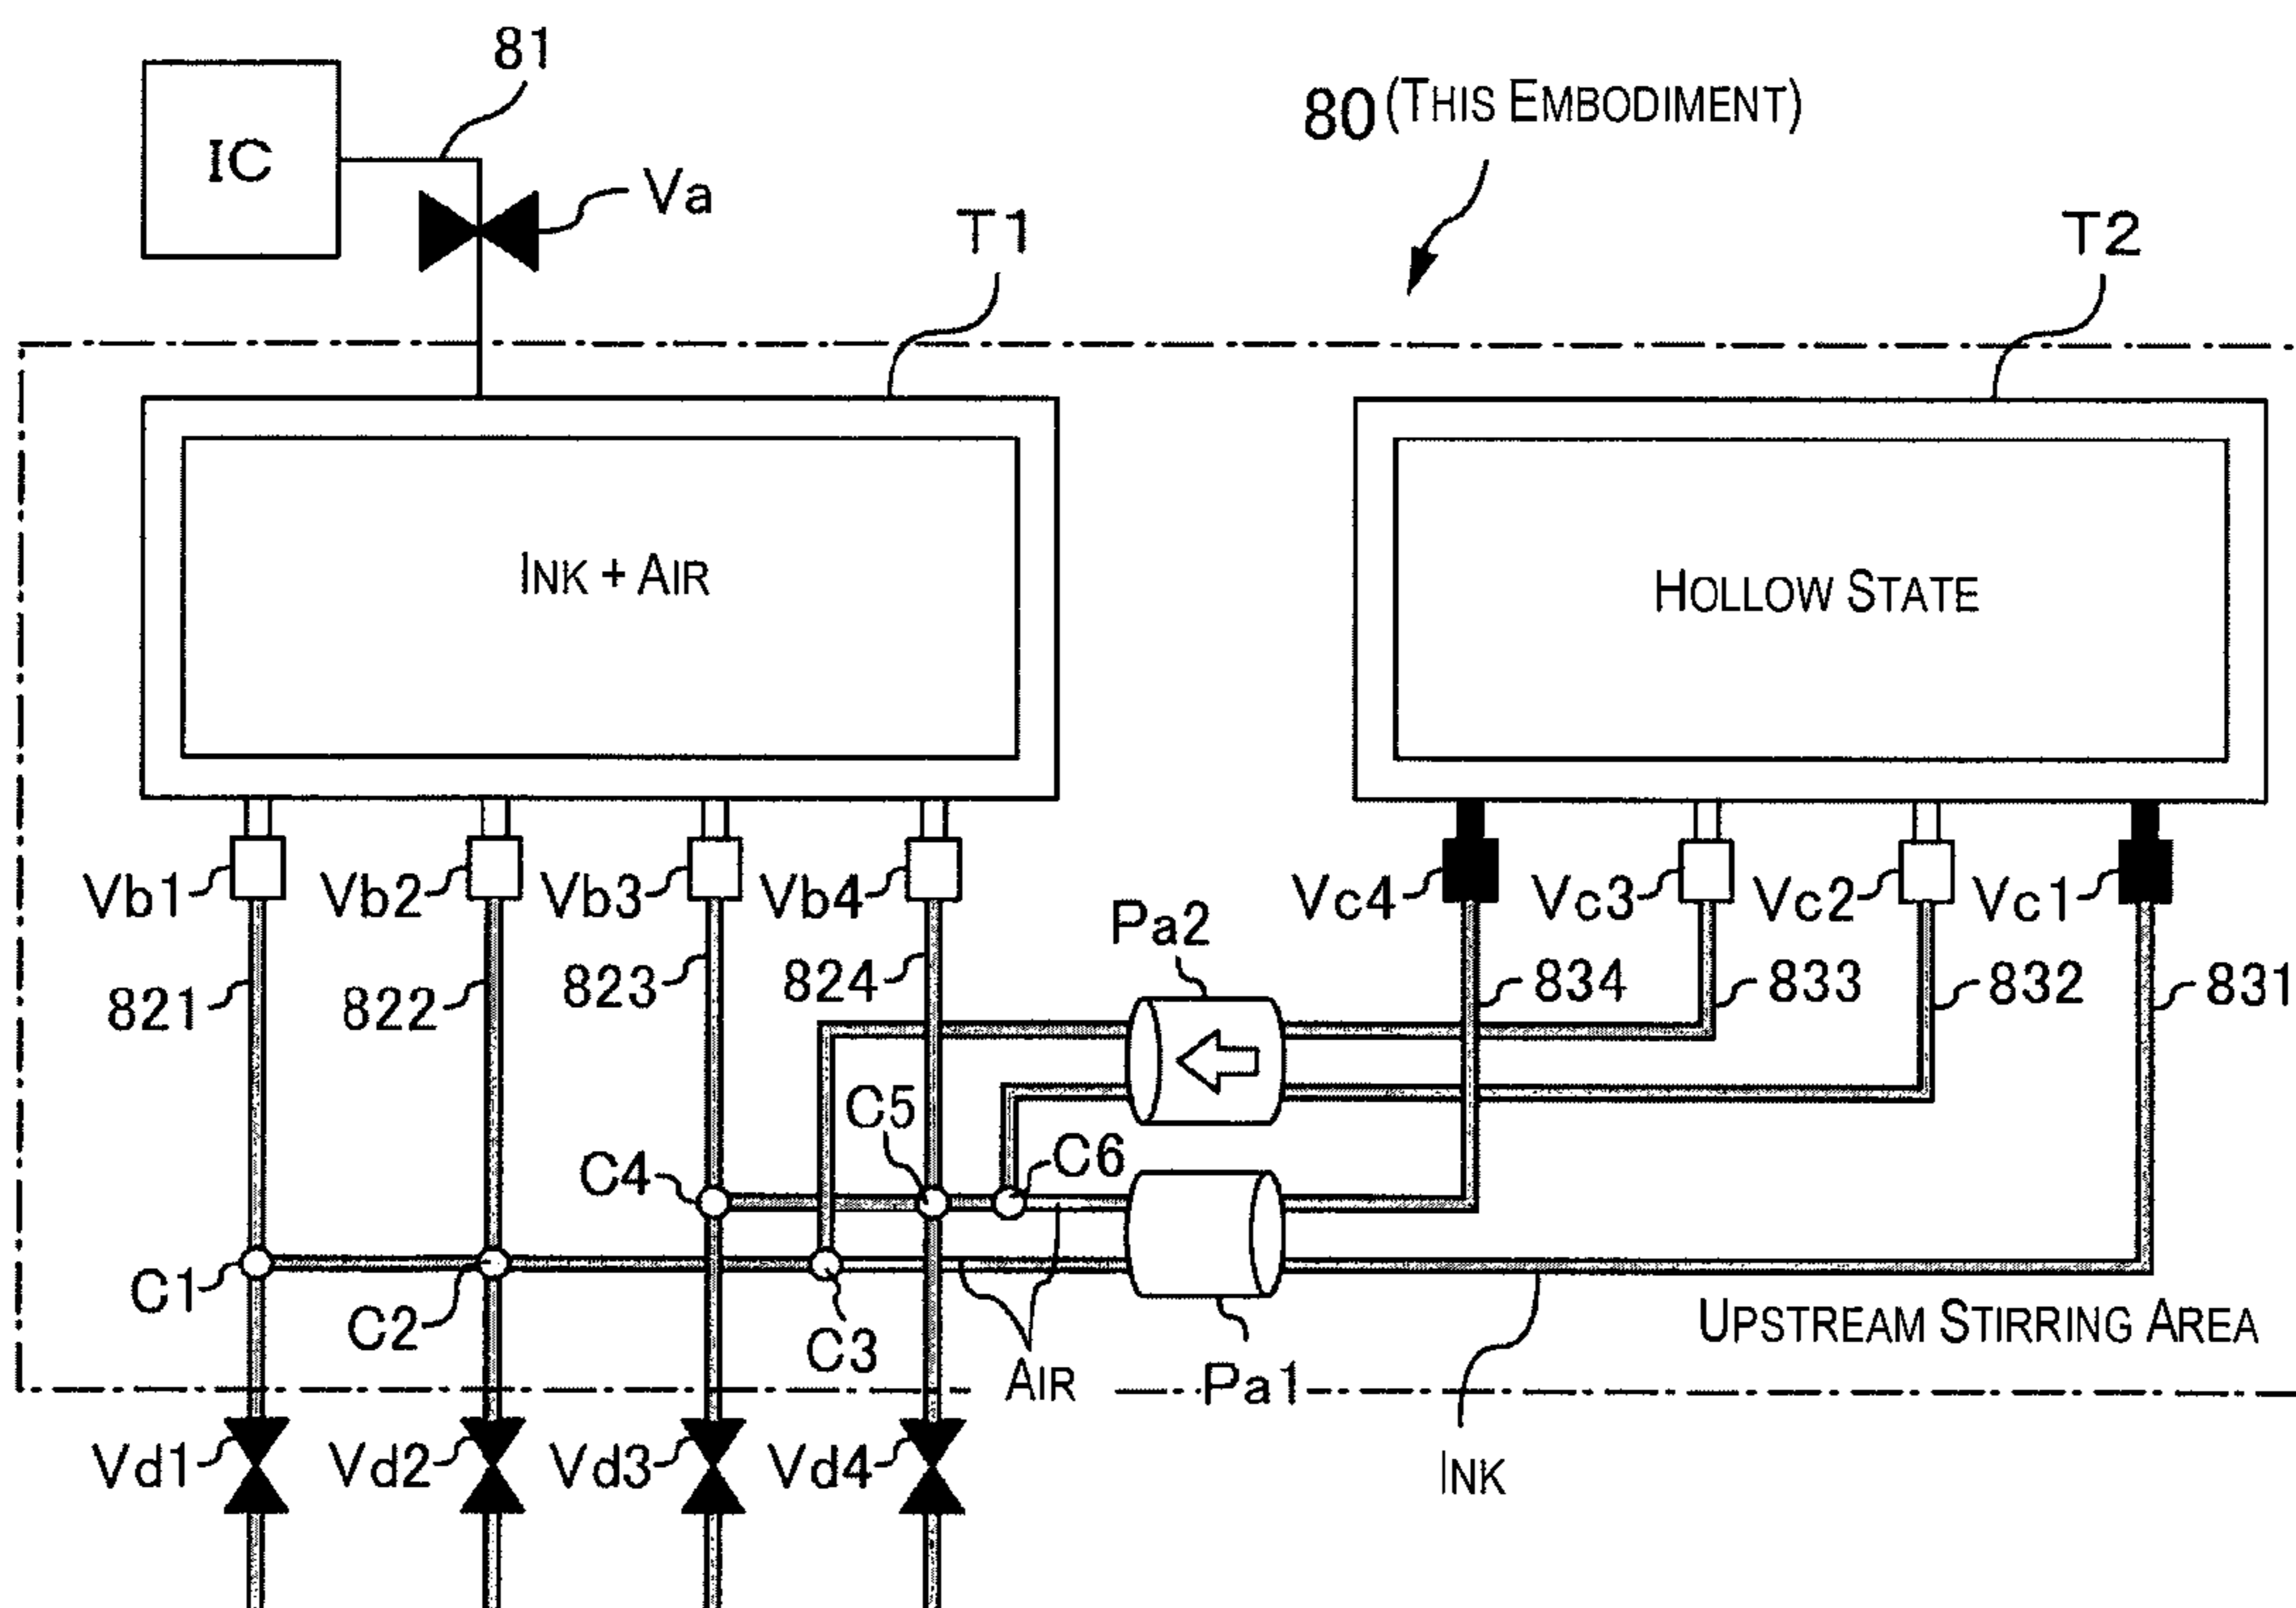 81
IC
80 (THIS EMBODIMENT)
Va
T1
T2
INK + AIR
HOLLOW STATE
Vb1
Vb2
Vb3
Vb4
Vc4
Vc3
Vc2
Vc1
Pa2
821
822
823
824
834
833
832
831
C5
C4
C6
C1
C2
C3
AIR
Pa1
UPSTREAM STIRRING AREA
Vd1
Vd2
Vd3
Vd4
INK